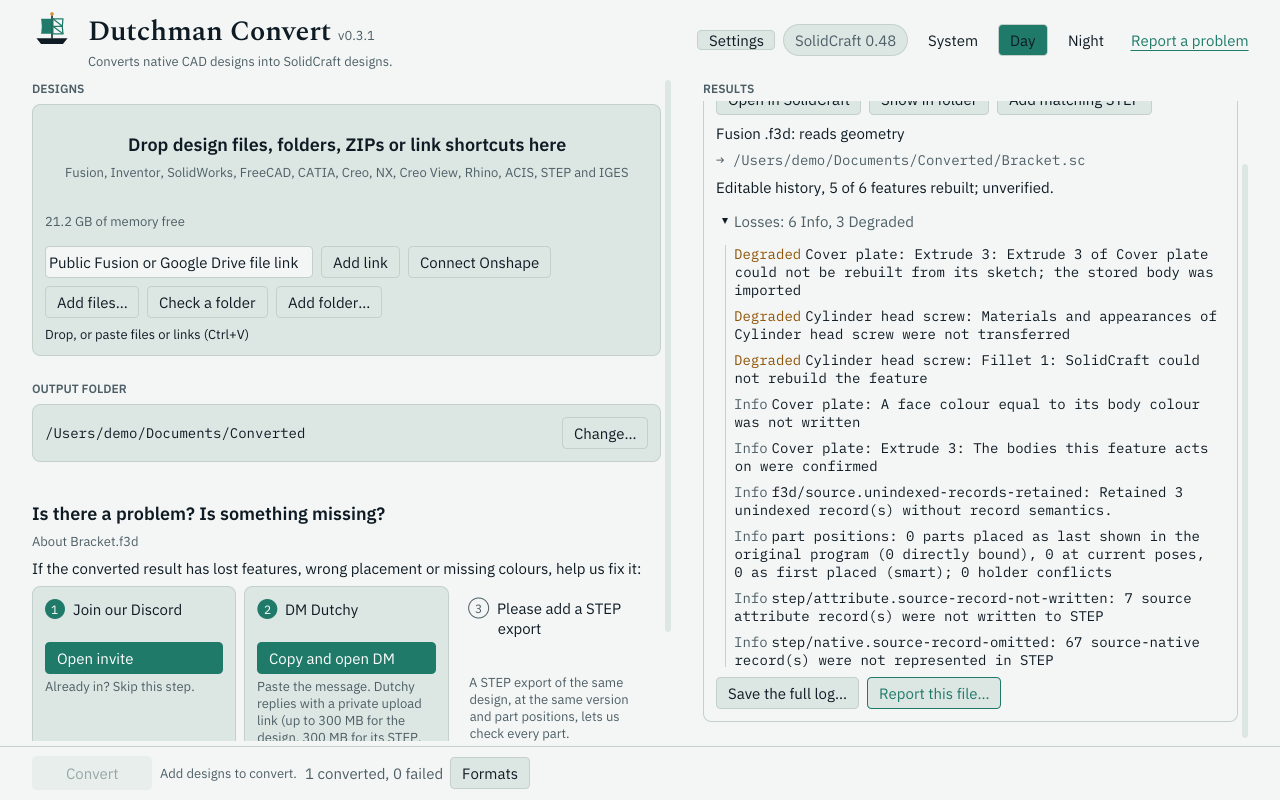 Dutchman Convert v0.3.1
Converts native CAD designs into SolidCraft designs.
Settings
SolidCraft 0.48
System
Day
Night
Report a problem
DESIGNS
Drop design files, folders, ZIPs or link shortcuts here
Fusion, Inventor, SolidWorks, FreeCAD, CATIA, Creo, NX, Creo View, Rhino, ACIS, STEP and IGES
21.2 GB of memory free
Public Fusion or Google Drive file link
Add link
Connect Onshape
Add files...
Check a folder
Add folder...
Drop, or paste files or links (Ctrl+V)
OUTPUT FOLDER
/Users/demo/Documents/Converted
Change...
Is there a problem? Is something missing?
About Bracket.f3d
If the converted result has lost features, wrong placement or missing colours, help us fix it:
1 Join our Discord
Open invite
Already in? Skip this step.
2 DM Dutchy
Copy and open DM
Paste the message. Dutchy
replies with a private upload
link (up to 300 MB for the
design, 300 MB for its STEP,
3 Please add a STEP
export
A STEP export of the same
design, at the same version
and part positions, lets us
check every part.
RESULTS
Open in SolidCraft
Show in folder
Add matching STEP
Fusion .f3d: reads geometry
→ /Users/demo/Documents/Converted/Bracket.sc
Editable history, 5 of 6 features rebuilt; unverified.
▼ Losses: 6 Info, 3 Degraded
Degraded Cover plate: Extrude 3: Extrude 3 of Cover plate
could not be rebuilt from its sketch; the stored body was
imported
Degraded Cylinder head screw: Materials and appearances of
Cylinder head screw were not transferred
Degraded Cylinder head screw: Fillet 1: SolidCraft could
not rebuild the feature
Info Cover plate: A face colour equal to its body colour
was not written
Info Cover plate: Extrude 3: The bodies this feature acts
on were confirmed
Info f3d/source.unindexed-records-retained: Retained 3
unindexed record(s) without record semantics.
Info part positions: 0 parts placed as last shown in the
original program (0 directly bound), 0 at current poses,
0 as first placed (smart); 0 holder conflicts
Info step/attribute.source-record-not-written: 7 source
attribute record(s) were not written to STEP
Info step/native.source-record-omitted: 67 source-native
record(s) were not represented in STEP
Save the full log...
Report this file...
Convert
Add designs to convert.
1 converted, 0 failed
Formats